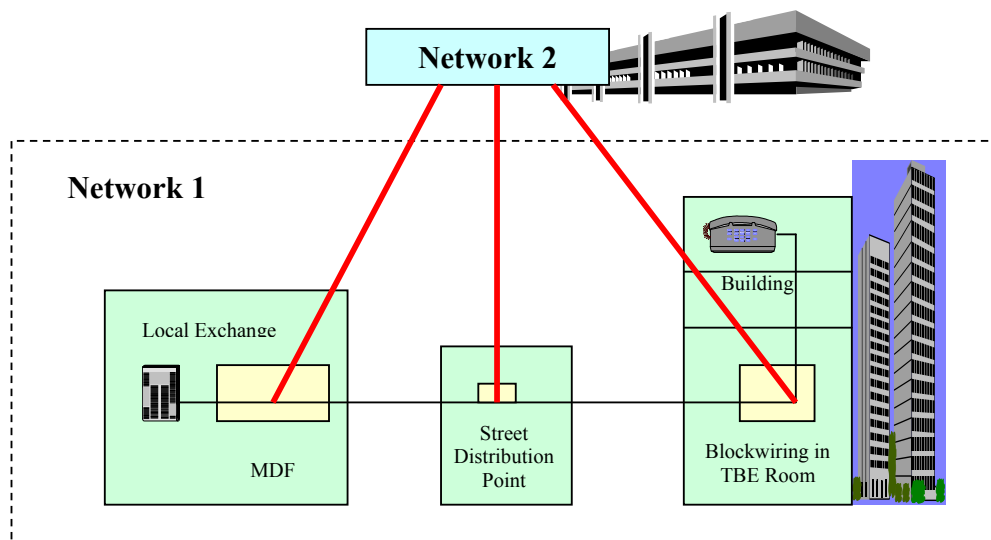 Network 2
Network 1
Building
Local Exchange
MDF
Street
Distribution
Point
Blockwiring in
TBE Room